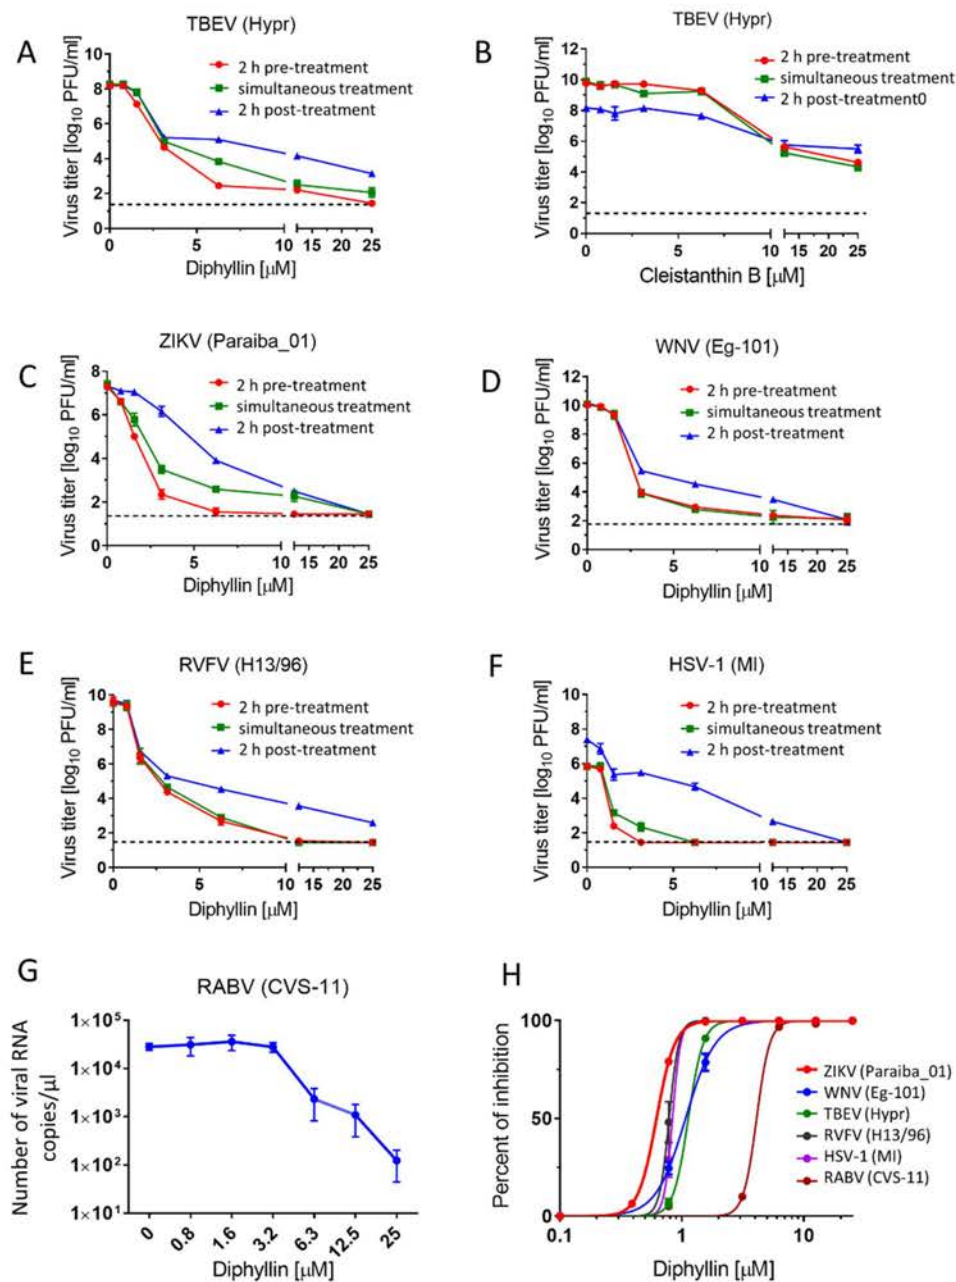 A
TBEV (Hypr)
Virus titer [log10 PFU/ml]
10
8
6
4
2
0
2 h pre-treatment
simultaneous treatment
2 h post-treatment
0 5 10 15 20 25
Diphyllin [µM]
B
TBEV (Hypr)
Virus titer [log10 PFU/ml]
12
10
8
6
4
2
0
2 h pre-treatment
simultaneous treatment
2 h post-treatment0
0 5 10 15 20 25
Cleistanthin B [µM]
C
ZIKV (Paraiba_01)
Virus titer [log10 PFU/ml]
8
6
4
2
0
2 h pre-treatment
simultaneous treatment
2 h post-treatment
0 5 10 15 20 25
Diphyllin [µM]
D
WNV (Eg-101)
Virus titer [log10 PFU/ml]
12
10
8
6
4
2
0
2 h pre-treatment
simultaneous treatment
2 h post-treatment
0 5 10 15 20 25
Diphyllin [µM]
E
RVFV (H13/96)
Virus titer [log10 PFU/ml]
10
8
6
4
2
0
2 h pre-treatment
simultaneous treatment
2 h post-treatment
0 5 10 15 20 25
Diphyllin [µM]
F
HSV-1 (MI)
Virus titer [log10 PFU/ml]
10
8
6
4
2
0
2 h pre-treatment
simultaneous treatment
2 h post-treatment
0 5 10 15 20 25
Diphyllin [µM]
G
RABV (CVS-11)
Number of viral RNA
copies/µl
1×10^5
1×10^4
1×10^3
1×10^2
1×10^1
0 0.8 1.6 3.2 6.3 12.5 25
Diphyllin [µM]
H
Percent of inhibition
100
50
0
ZIKV (Paraiba_01)
WNV (Eg-101)
TBEV (Hypr)
RVFV (H13/96)
HSV-1 (MI)
RABV (CVS-11)
0.1 1 10
Diphyllin [µM]